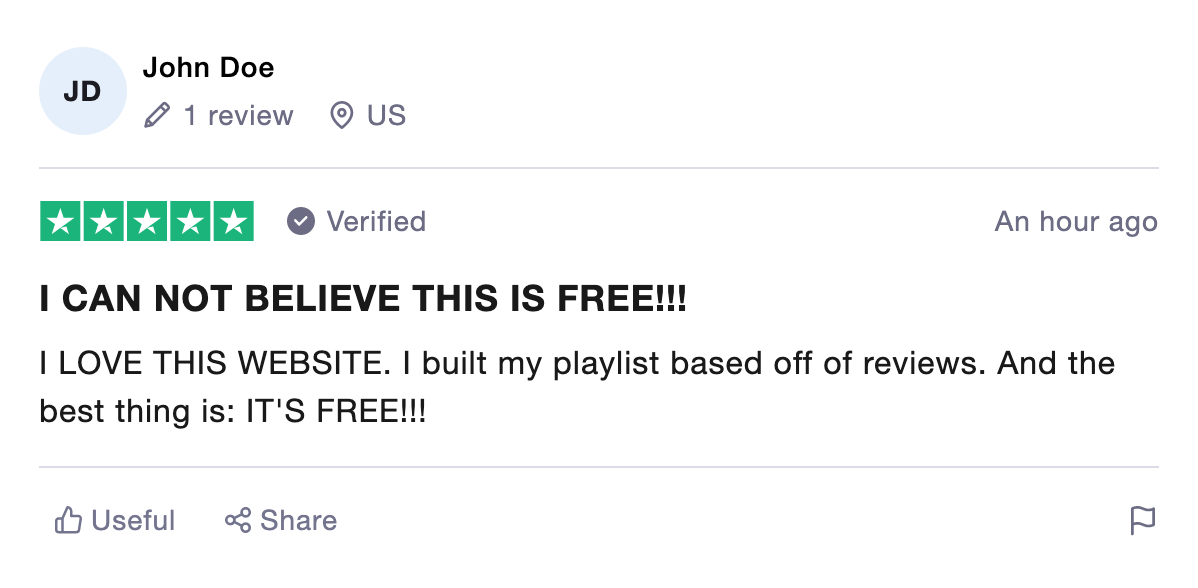 JD
John Doe
1 review US
Verified An hour ago
I CAN NOT BELIEVE THIS IS FREE!!!
I LOVE THIS WEBSITE. I built my playlist based off of reviews. And the
best thing is: IT'S FREE!!!
Useful Share